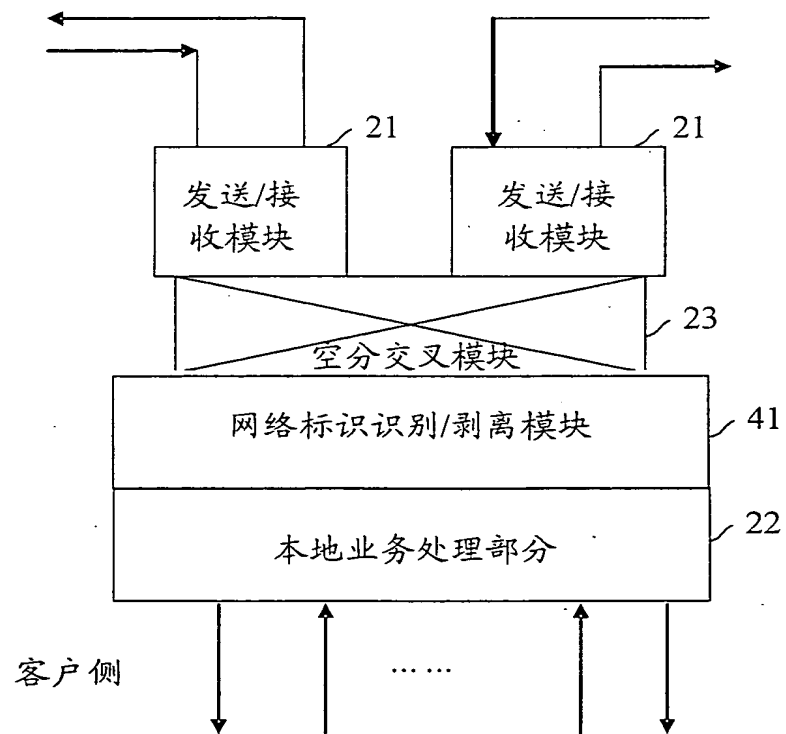 21
21
发送/接
收模块
发送/接
收模块
23
空分交叉模块
网络标识识别/剥离模块
41
本地业务处理部分
22
客户侧
……